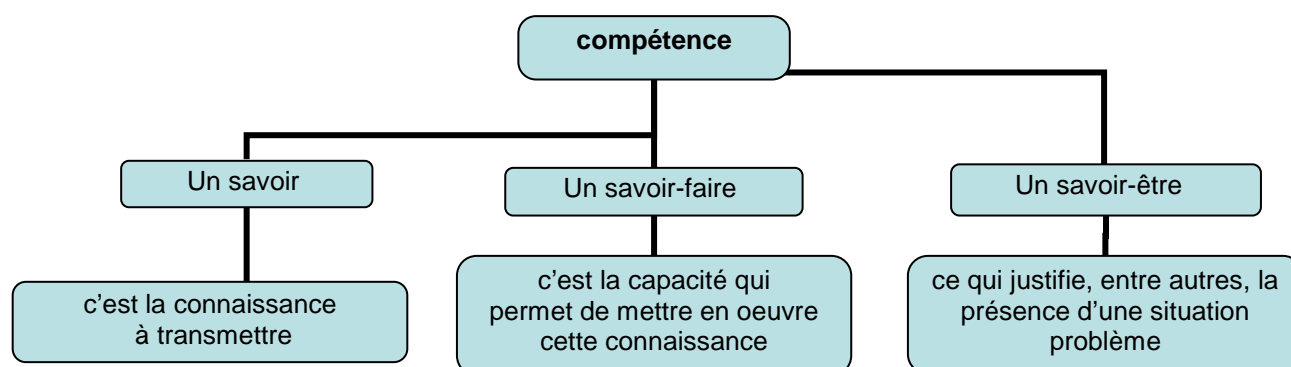 compétence
Un savoir
Un savoir-faire
Un savoir-être
c’est la connaissance
à transmettre
c’est la capacité qui
permet de mettre en oeuvre
cette connaissance
ce qui justifie, entre autres, la
présence d’une situation
problème